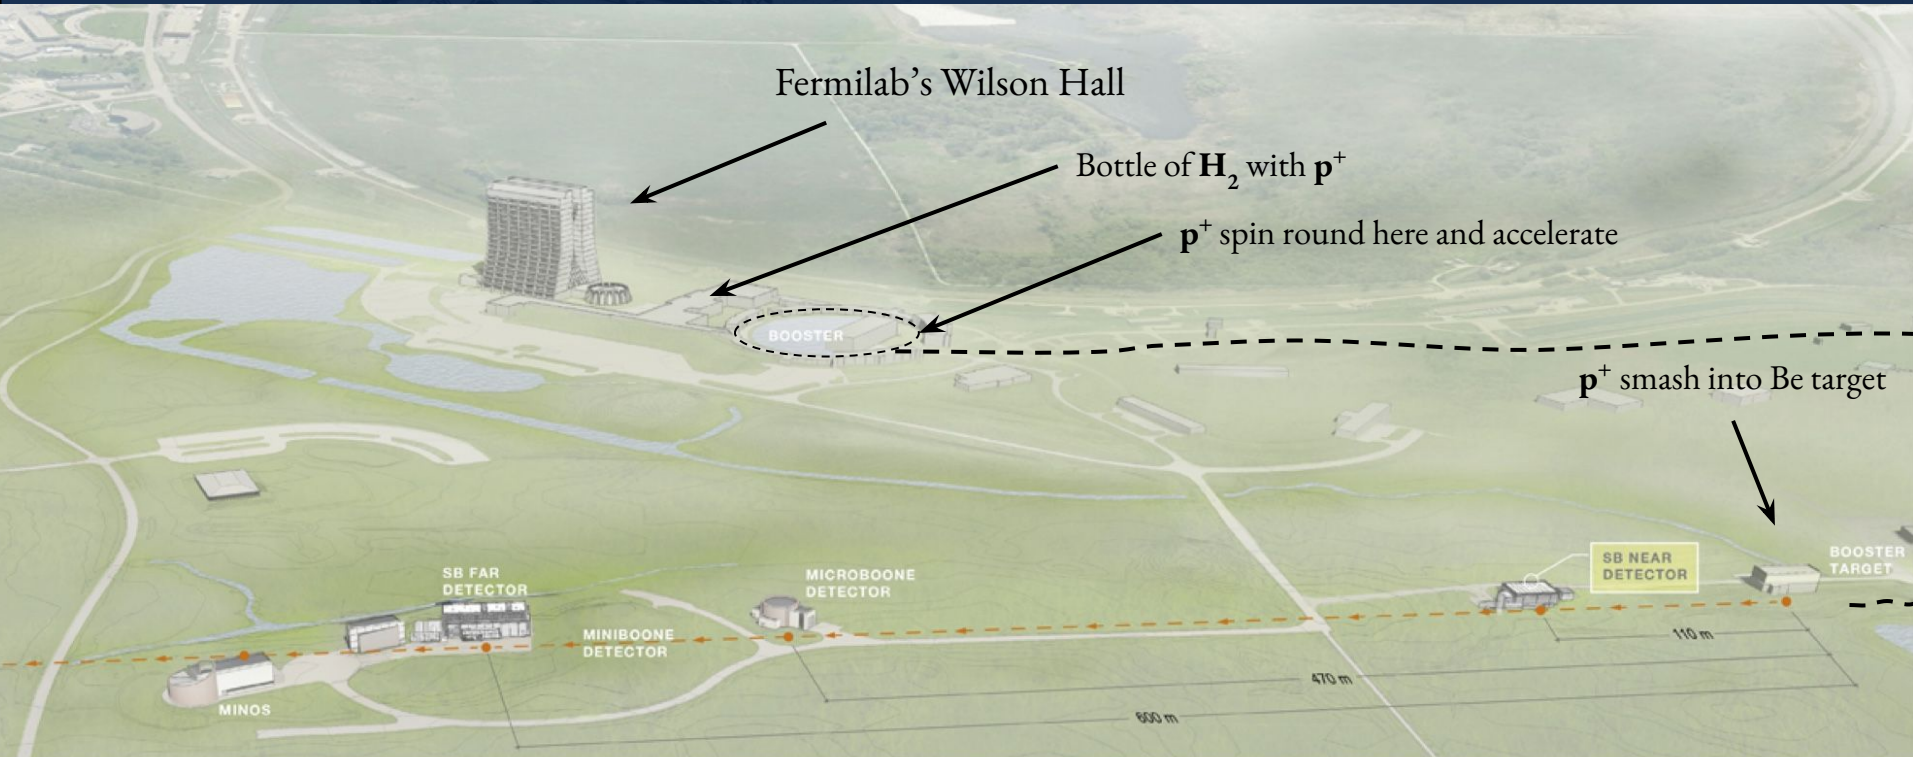 Fermilab’s Wilson Hall
Bottle of H₂ with p⁺
p⁺ spin round here and accelerate
BOOSTER
p⁺ smash into Be target
BOOSTER
TARGET
SB NEAR
DETECTOR
MICROBOONE
DETECTOR
SB FAR
DETECTOR
MINIBOONE
DETECTOR
110 m
470 m
MINOS
600 m